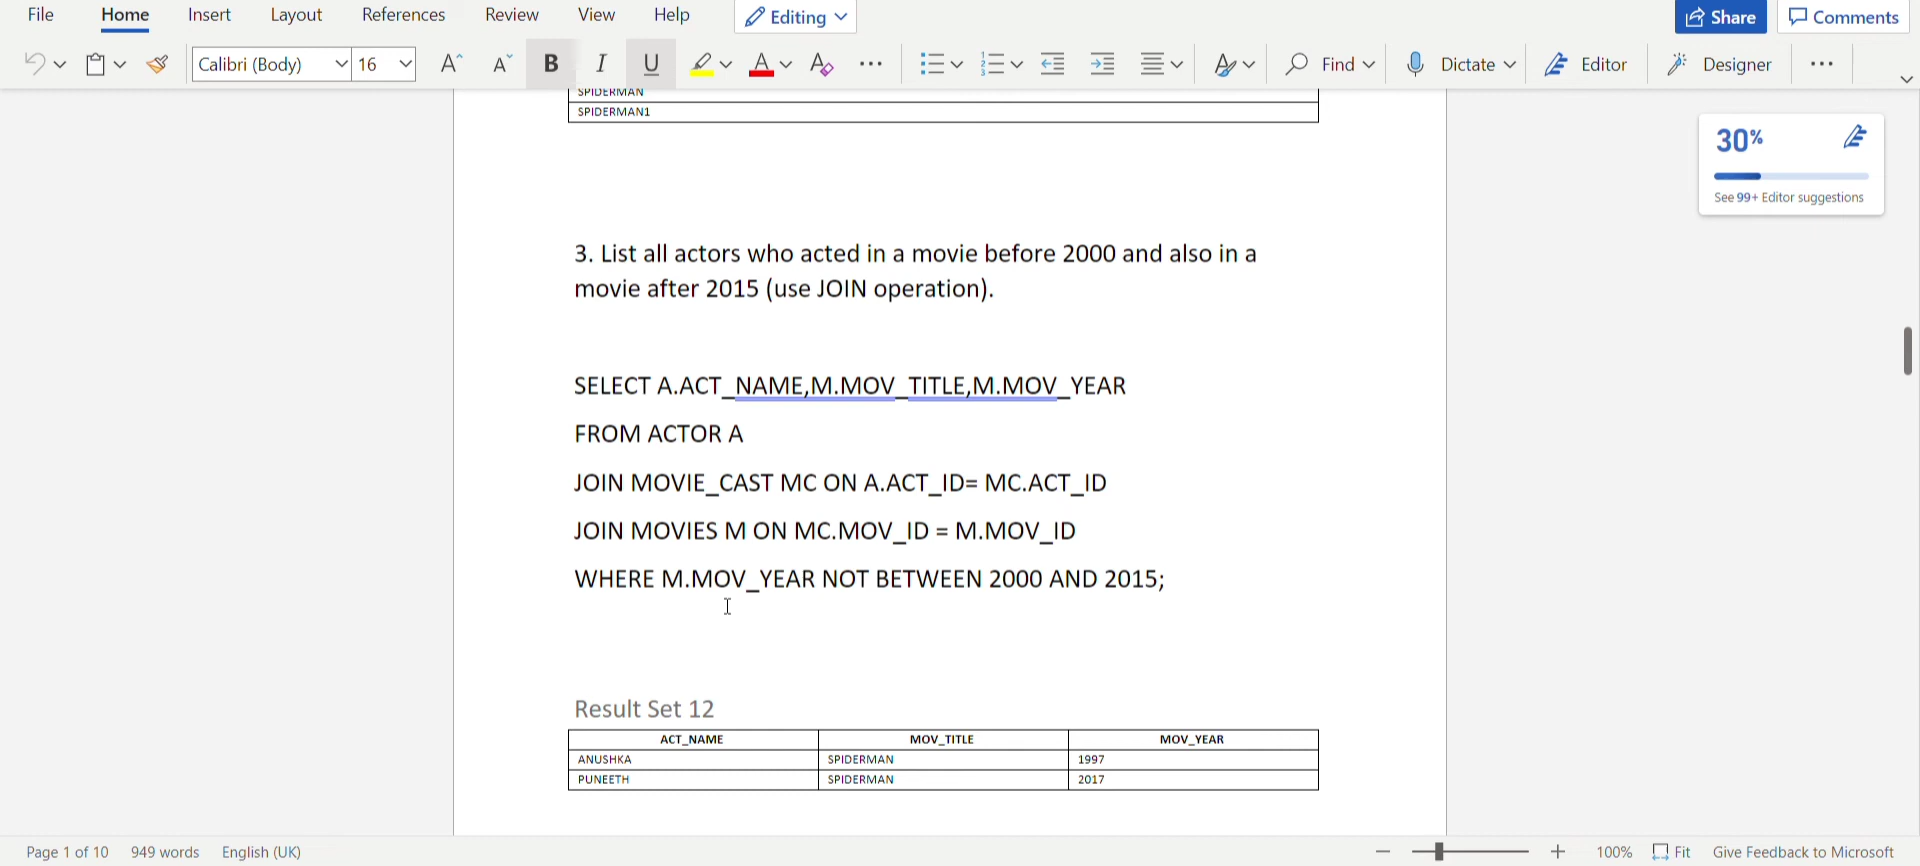 File Home Insert Layout References Review View Help Editing Share Comments
Calibri (Body) 16 A A B I U A A Find Dictate Editor Designer
SPIDERMAN
SPIDERMAN1
30%
See 99+ Editor suggestions
3. List all actors who acted in a movie before 2000 and also in a
movie after 2015 (use JOIN operation).
SELECT A.ACT_NAME,M.MOV_TITLE,M.MOV_YEAR
FROM ACTOR A
JOIN MOVIE_CAST MC ON A.ACT_ID= MC.ACT_ID
JOIN MOVIES M ON MC.MOV_ID = M.MOV_ID
WHERE M.MOV_YEAR NOT BETWEEN 2000 AND 2015;
Result Set 12
ACT_NAME MOV_TITLE MOV_YEAR
ANUSHKA SPIDERMAN 1997
PUNEETH SPIDERMAN 2017
Page 1 of 10 949 words English (UK) 100% Fit Give Feedback to Microsoft